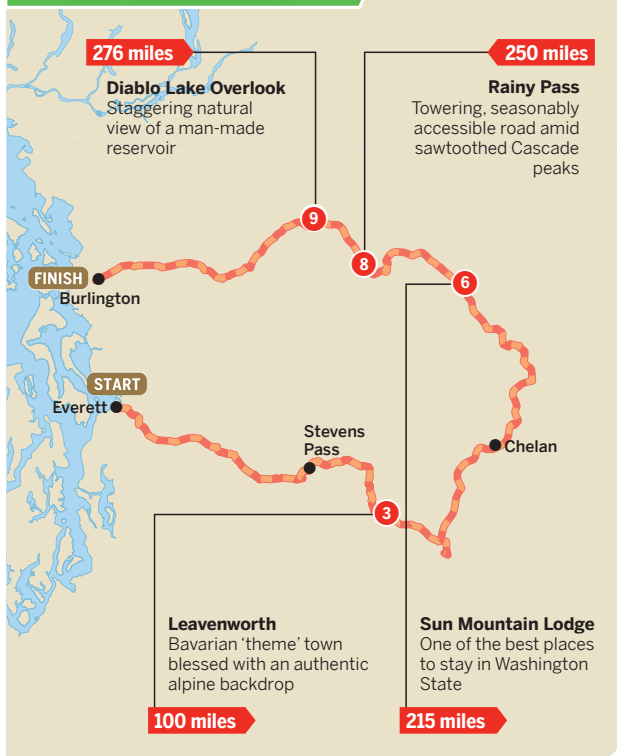 276 miles
Diablo Lake Overlook
Staggering natural
view of a man-made
reservoir
250 miles
Rainy Pass
Towering, seasonably
accessible road amid
sawtoothed Cascade
peaks
9
8
6
FINISH
Burlington
START
Everett
Stevens
Pass
Chelan
3
Leavenworth
Bavarian ‘theme’ town
blessed with an authentic
alpine backdrop
100 miles
Sun Mountain Lodge
One of the best places
to stay in Washington
State
215 miles